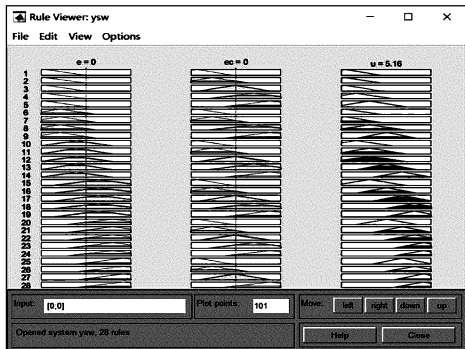 Rule Viewer: ysw
File Edit View Options
e = 0
ec = 0
u = 5.16
1
2
3
4
5
6
7
8
9
10
11
12
13
14
15
16
17
18
19
20
21
22
23
24
25
26
27
28
Input: [0,0]
Plot points: 101
Move: left right down up
Opened system ysw, 28 rules
Help Close